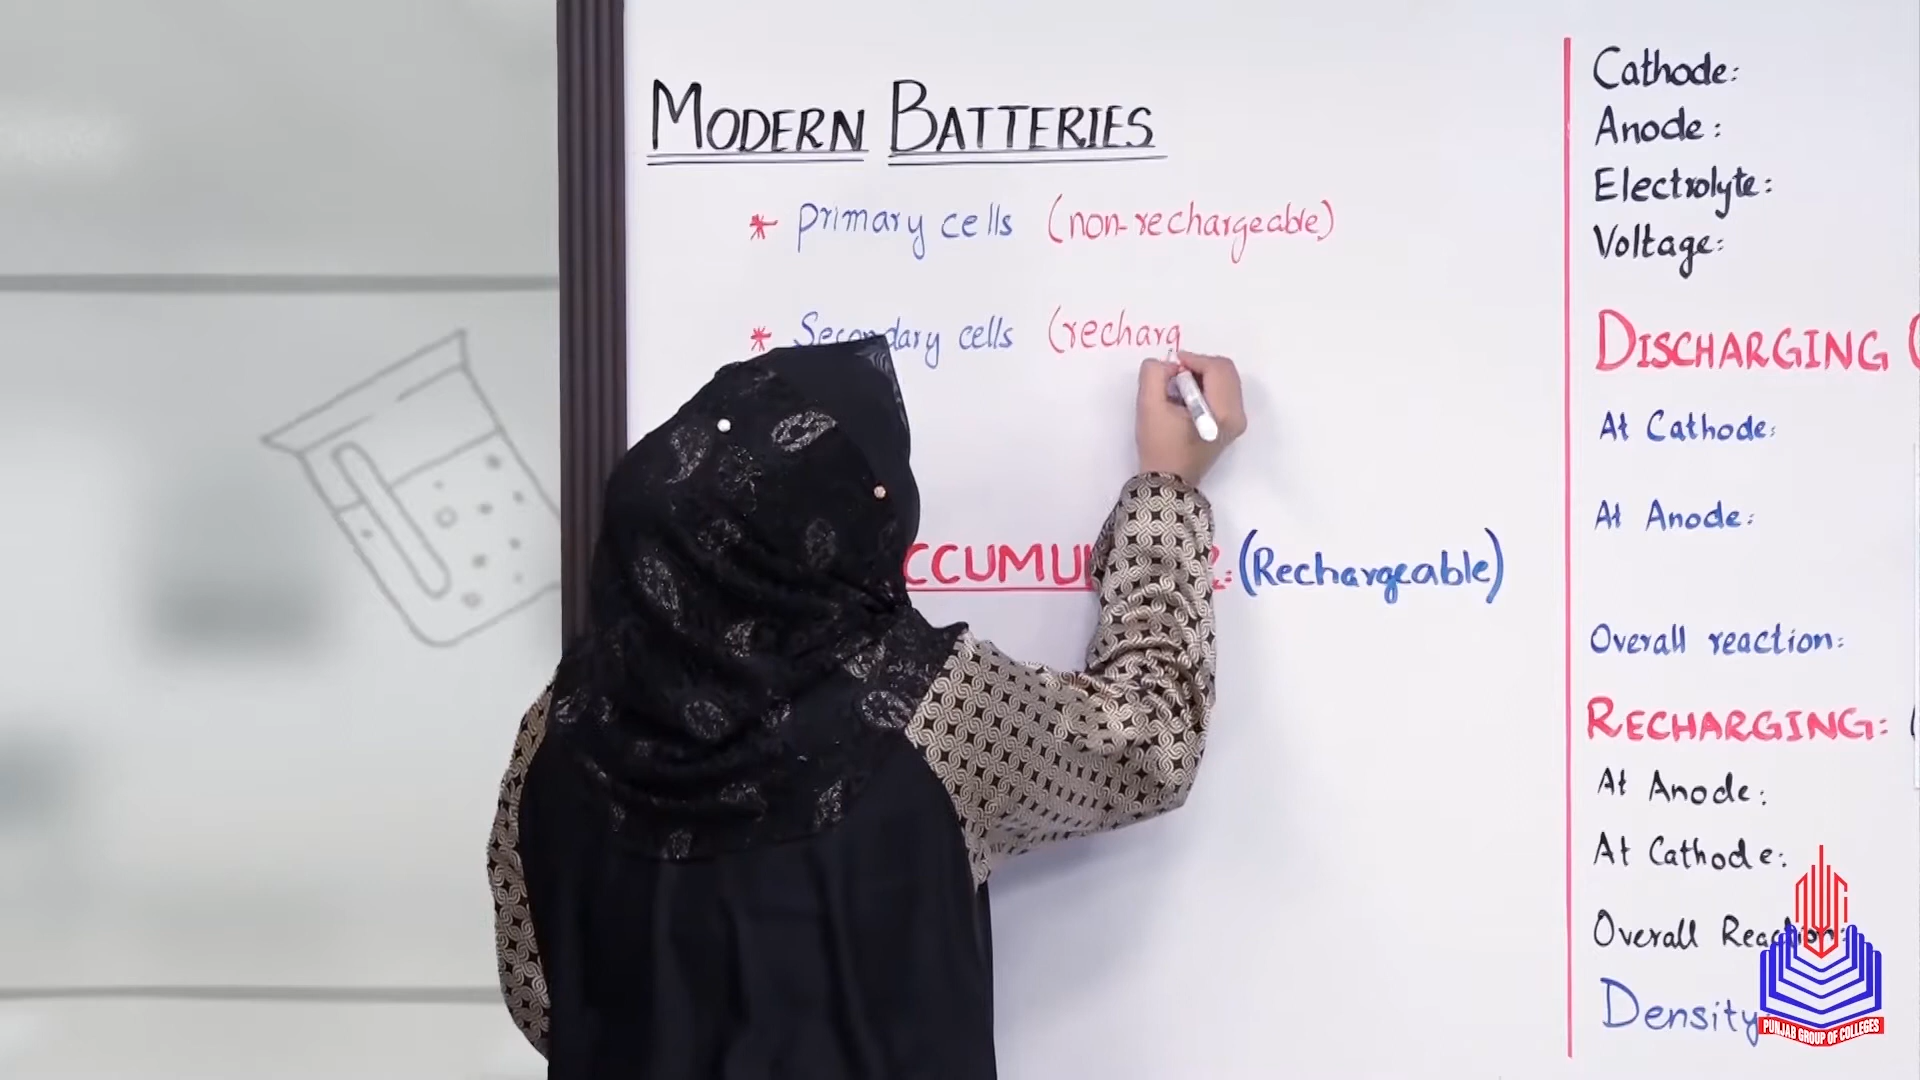 MODERN BATTERIES
* Primary cells (non-rechargeable)
* Secondary cells (recharg
(Rechargeable)
Cathode:
Anode:
Electrolyte:
Voltage:
DISCHARGING (
At Cathode:
At Anode:
Overall reaction:
RECHARGING: (
At Anode:
At Cathode:
Overall Reaction:
Density
PUNJAB GROUP OF COLLEGES